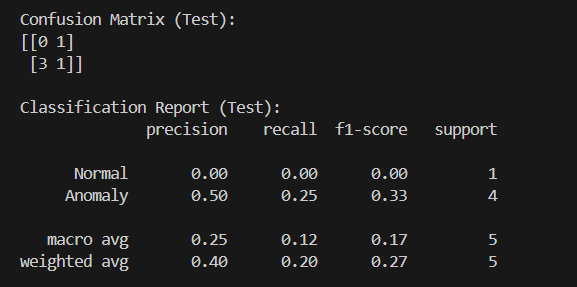 Confusion Matrix (Test):
[[0 1]
 [3 1]]
Classification Report (Test):
              precision    recall  f1-score   support
      Normal       0.00      0.00      0.00         1
     Anomaly       0.50      0.25      0.33         4
   macro avg       0.25      0.12      0.17         5
weighted avg       0.40      0.20      0.27         5